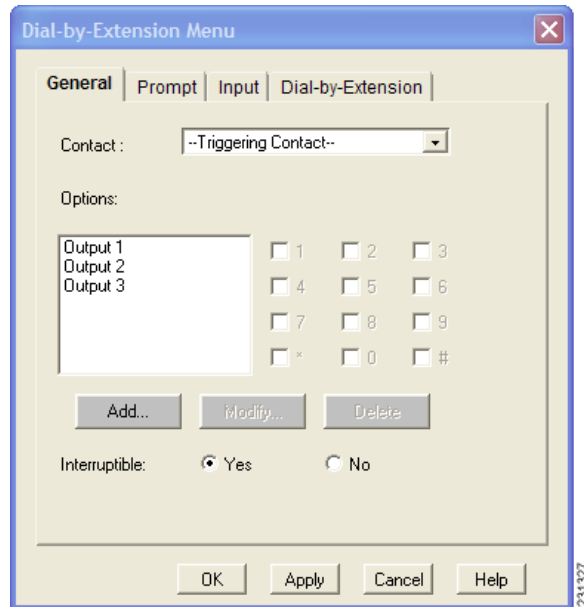 Dial-by-Extension Menu
General Prompt Input Dial-by-Extension
Contact : --Triggering Contact--
Options:
Output 1
Output 2
Output 3
1 2 3
4 5 6
7 8 9
* 0 #
Add... Modify... Delete
Interruptible: Yes No
OK Apply Cancel Help
231327